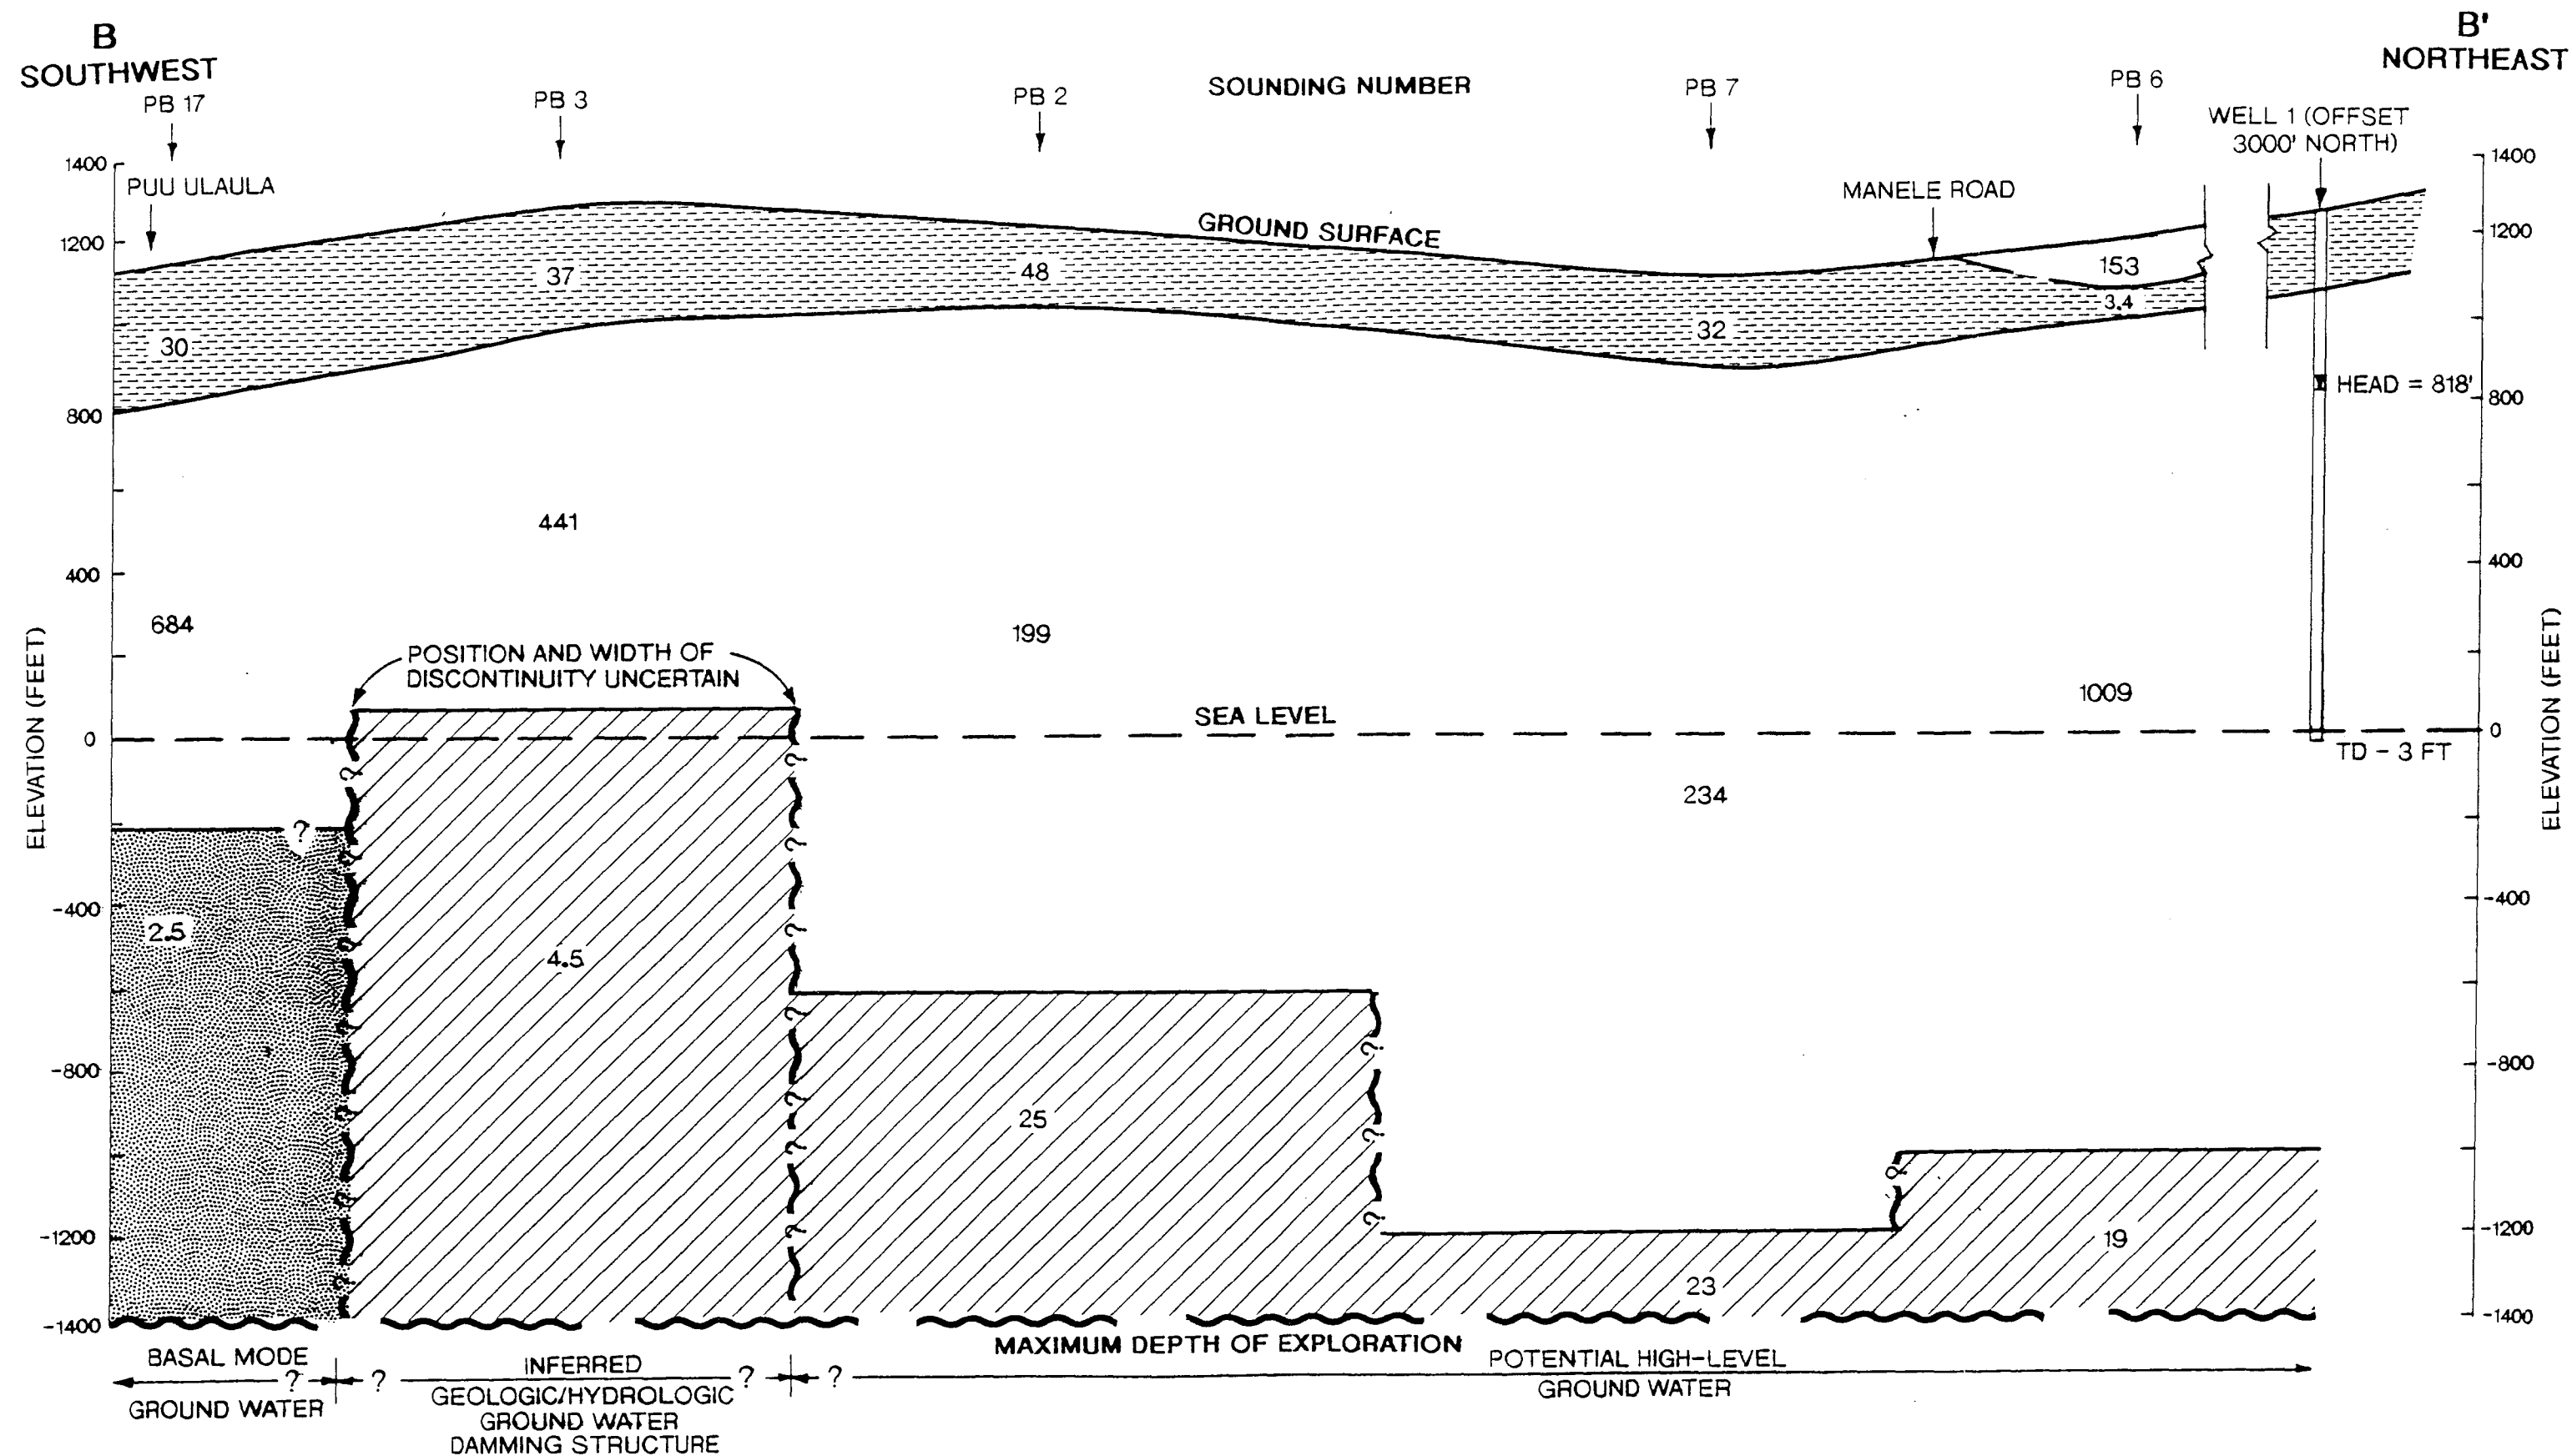 B
SOUTHWEST
B'
NORTHEAST
SOUNDING NUMBER
PB 17
PB 3
PB 2
PB 7
PB 6
WELL 1 (OFFSET
3000' NORTH)
1400
1400
PUU ULAULA
MANELE ROAD
GROUND SURFACE
1200
1200
37
48
153
3.4
30
32
HEAD = 818'
800
800
441
400
400
684
199
POSITION AND WIDTH OF
DISCONTINUITY UNCERTAIN
1009
SEA LEVEL
0
0
TD - 3 FT
ELEVATION (FEET)
ELEVATION (FEET)
?
?
234
?
?
?
?
-400
-400
2.5
?
?
4.5
?
?
?
?
-800
-800
?
?
25
?
?
?
?
?
?
?
-1200
-1200
19
?
23
-1400
-1400
MAXIMUM DEPTH OF EXPLORATION
BASAL MODE
?
GROUND WATER
?
INFERRED
?
GEOLOGIC/HYDROLOGIC
GROUND WATER
DAMMING STRUCTURE
?
POTENTIAL HIGH-LEVEL
GROUND WATER